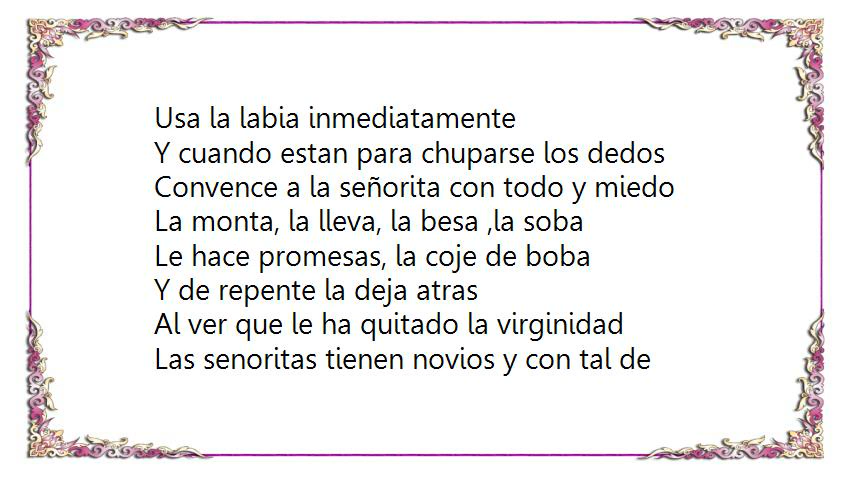 Usa la labia inmediatamente
Y cuando estan para chuparse los dedos
Convence a la señorita con todo y miedo
La monta, la lleva, la besa ,la soba
Le hace promesas, la coje de boba
Y de repente la deja atras
Al ver que le ha quitado la virginidad
Las senoritas tienen novios y con tal de